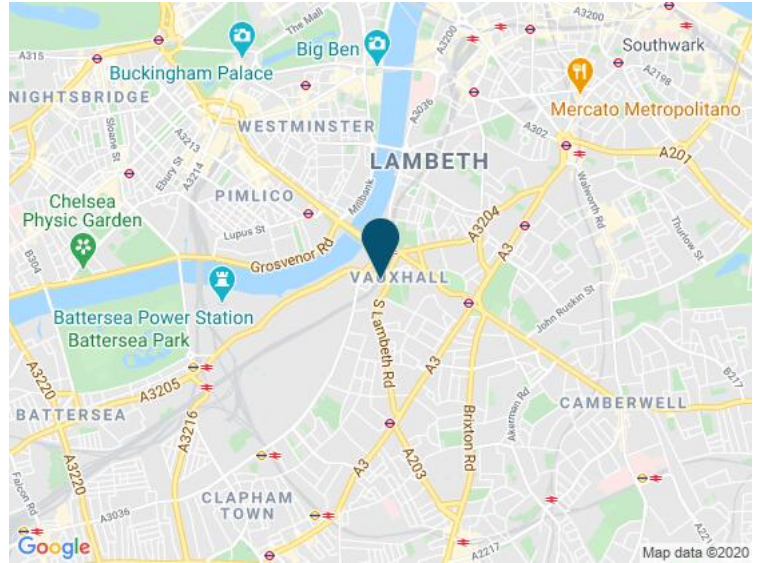 The Mall
A3200
A3200
A315
Big Ben
Southwark
Buckingham Palace
A2198
NIGHTSBRIDGE
A3036
Mercato Metropolitano
Sloane St
A3213
WESTMINSTER
A302
Ebury St
A3214
LAMBETH
A201
Chelsea
Physic Garden
PIMLICO
Millbank
Walworth Rd
Thurlow St
Lupus St
A3204
B304
Grosvenor Rd
A3
VAUXHALL
Battersea Power Station
S Lambeth Rd
John Ruskin St
Battersea Park
A3220
A3205
A3
B217
BATTERSEA
A3216
Brixton Rd
Akerman Rd
CAMBERWELL
A3220
A203
Falcon Rd
A3
CLAPHAM
TOWN
A3036
A221
A2217
Google
Map data ©2020